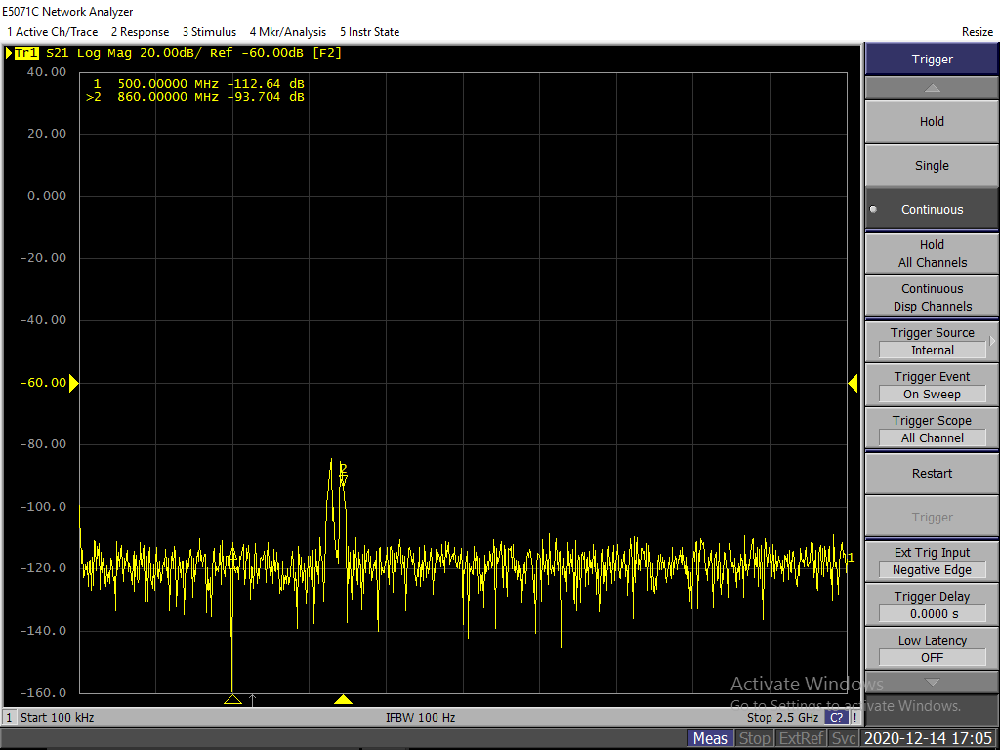 E5071C Network Analyzer
1 Active Ch/Trace 2 Response 3 Stimulus 4 Mkr/Analysis 5 Instr State Resize
Tr1 S21 Log Mag 20.00dB/ Ref -60.00dB [F2]
40.00
1 500.00000 MHz -112.64 dB
>2 860.00000 MHz -93.704 dB
20.00
0.000
-20.00
-40.00
-60.00
-80.00
2
-100.0
1
-120.0
-140.0
-160.0
1 Start 100 kHz IFBW 100 Hz Stop 2.5 GHz C? !
Trigger
Hold
Single
Continuous
Hold
All Channels
Continuous
Disp Channels
Trigger Source
Internal
Trigger Event
On Sweep
Trigger Scope
All Channel
Restart
Trigger
Ext Trig Input
Negative Edge
Trigger Delay
0.0000 s
Low Latency
OFF
Activate Windows
Go to Settings to activate Windows.
Meas Stop ExtRef Svc 2020-12-14 17:05